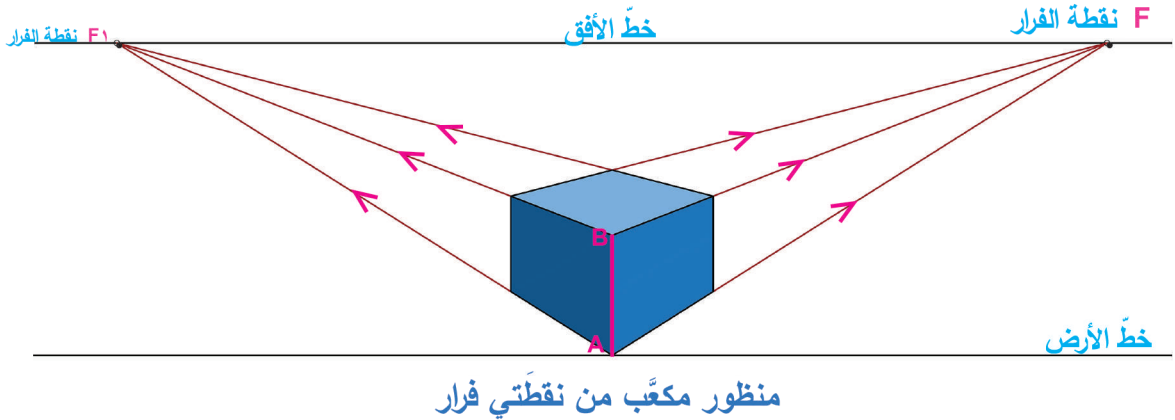 نقطة الفرار F
خطّ الأفق
F١ نقطة الفرار
B
A
خطّ الأرض
منظور مكعَّب من نقطَتي فرار